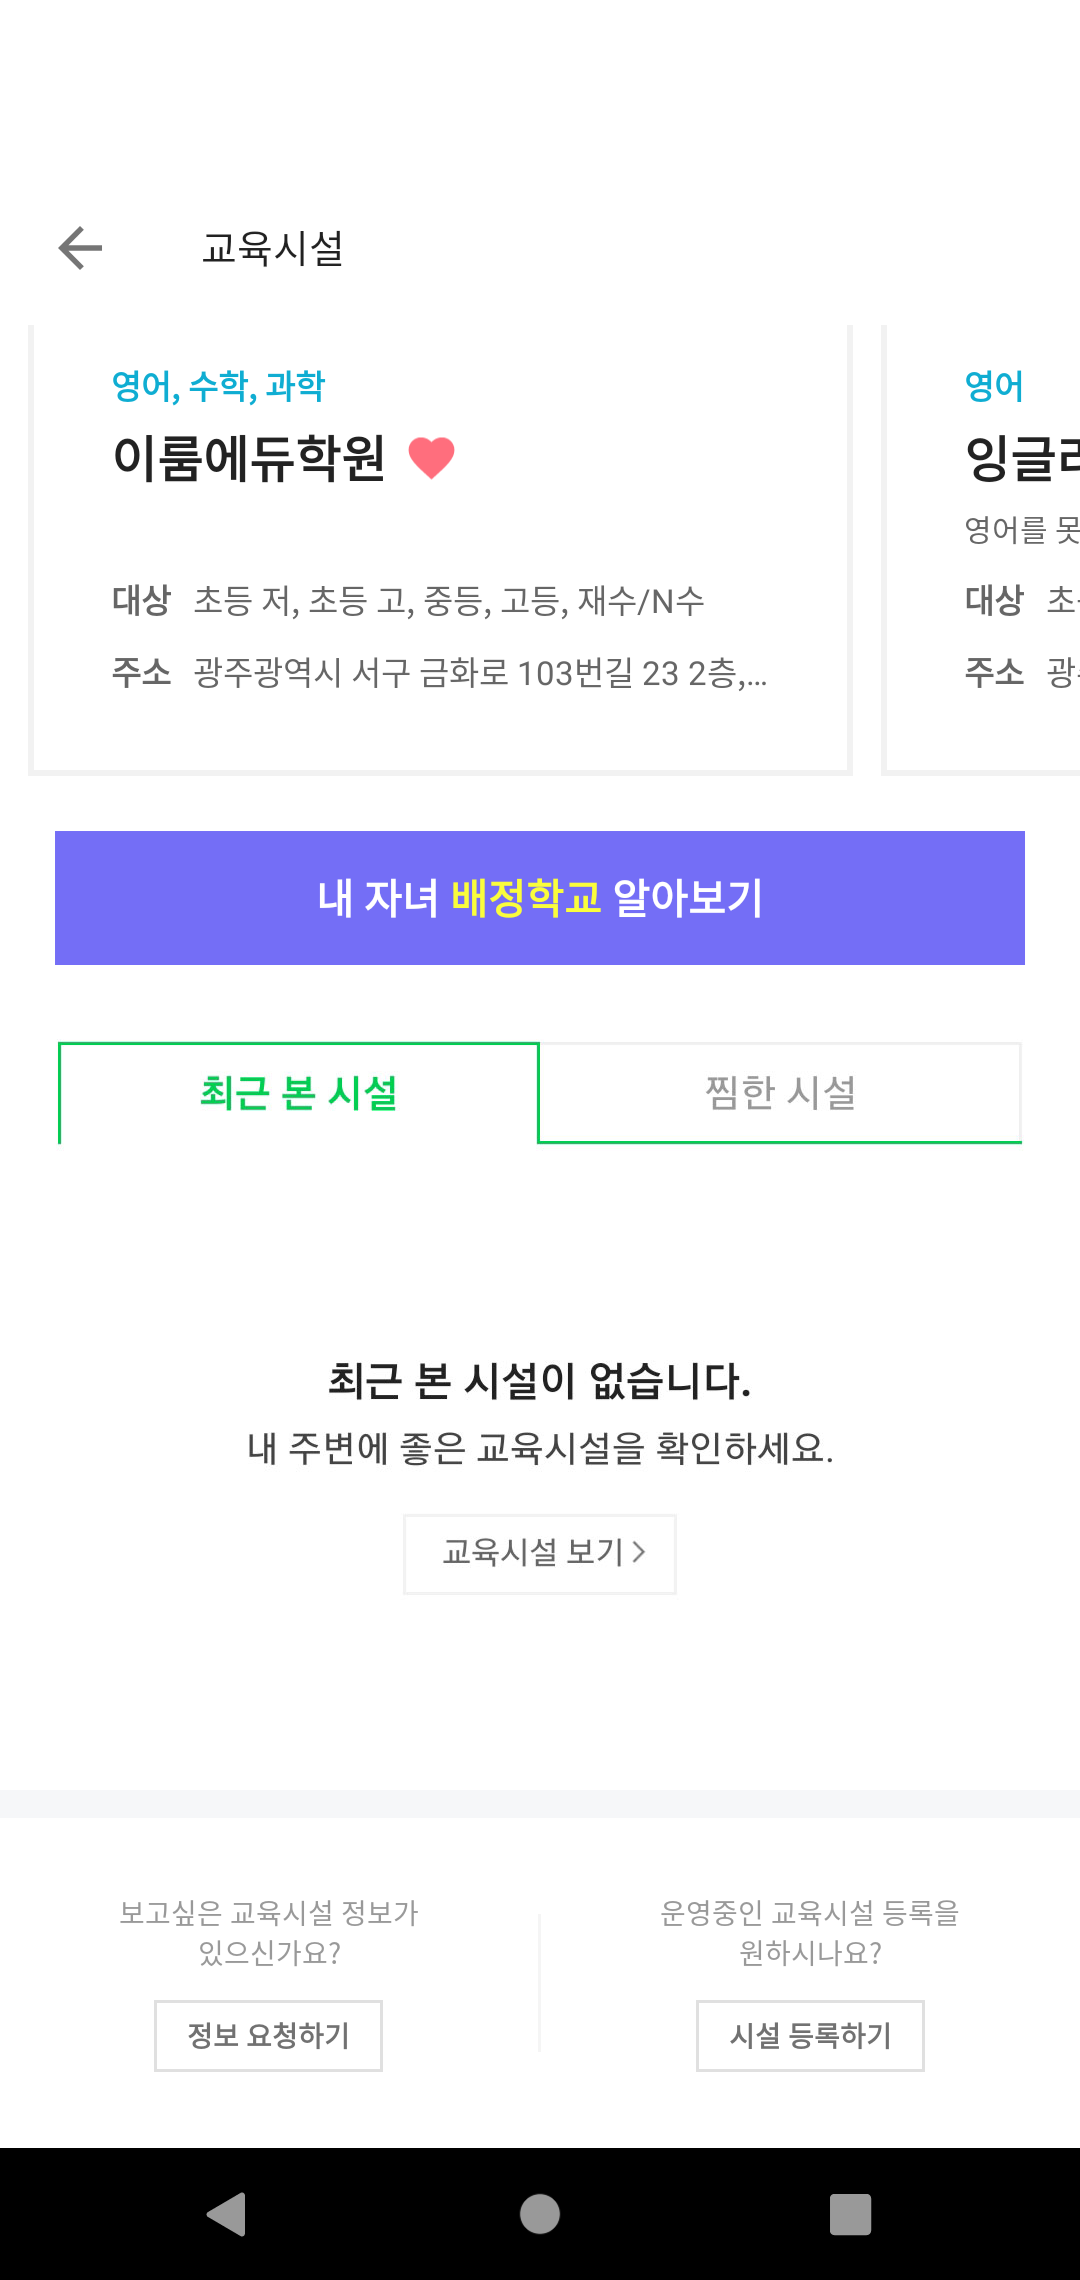 교육시설
영어, 수학, 과학
이룸에듀학원
대상 초등 저, 초등 고, 중등, 고등, 재수/N수
주소 광주광역시 서구 금화로 103번길 23 2층,...
영어
잉글
영어를 못
대상 초
주소
내 자녀 배정학교 알아보기
최근 본 시설
찜한 시설
최근 본 시설이 없습니다.
내 주변에 좋은 교육시설을 확인하세요.
교육시설 보기 >
보고싶은 교육시설 정보가
있으신가요?
정보 요청하기
운영중인 교육시설 등록을
원하시나요?
시설 등록하기